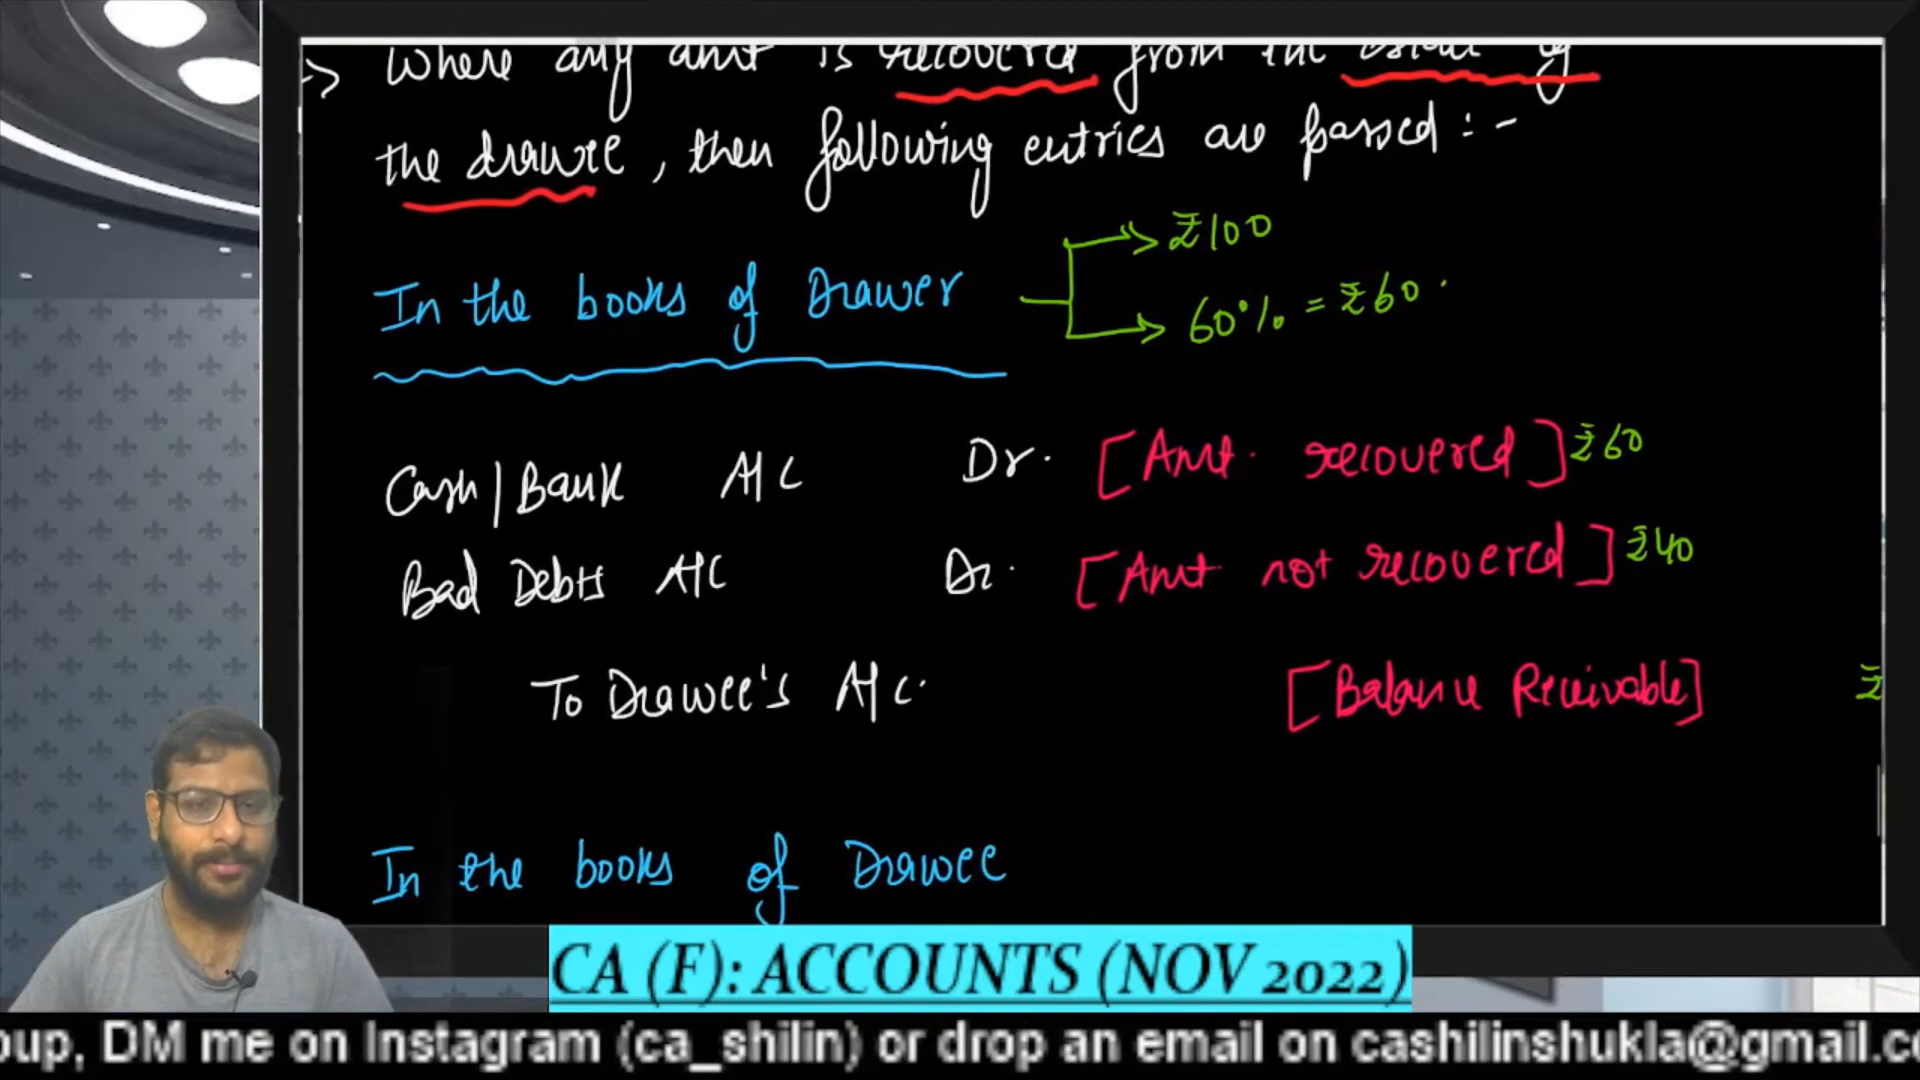 => Where any amt is recovered from the estate of
the drawee, then following entries are passed :-
In the books of Drawer
₹100
60% = ₹60.
Cash/Bank A/C Dr. [Amt. recovered] ₹60
Bad Debts A/C Dr. [Amt not recovered] ₹40
To Drawee's A/C. [Balance Receivable] ₹
In the books of Drawee
CA (F): ACCOUNTS (NOV 2022)
oup, DM me on Instagram (ca_shilin) or drop an email on cashilinshukla@gmail.c